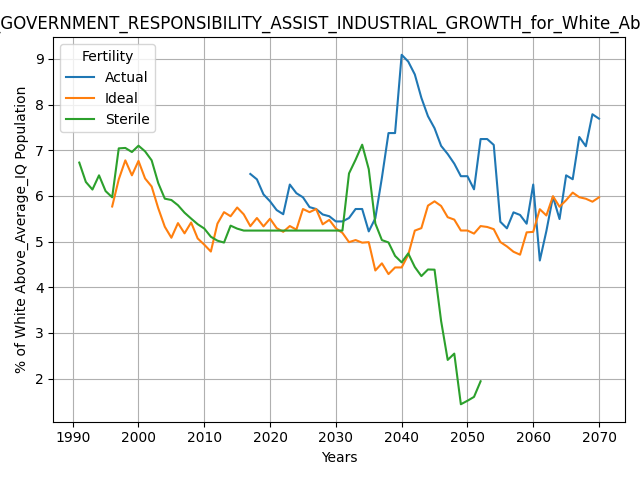 _GOVERNMENT_RESPONSIBILITY_ASSIST_INDUSTRIAL_GROWTH_for_White_Ab
Fertility
Actual
Ideal
Sterile
% of White Above_Average_IQ Population
9
8
7
6
5
4
3
2
1990 2000 2010 2020 2030 2040 2050 2060 2070
Years